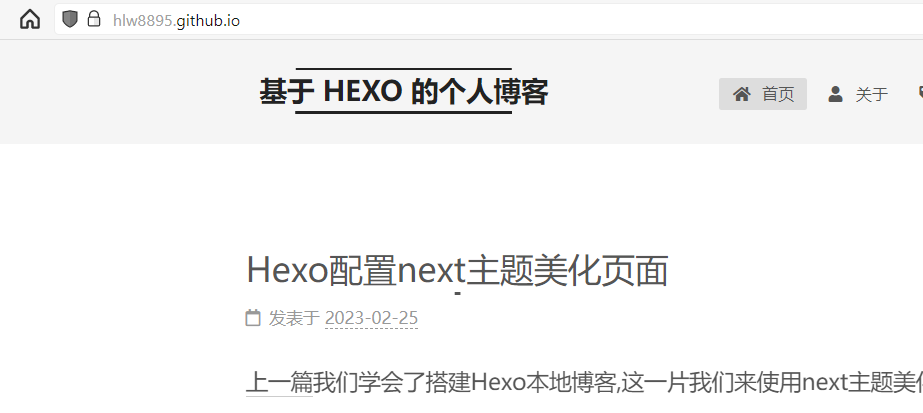 hlw8895.github.io
基于 HEXO 的个人博客
首页 关于
Hexo配置next主题美化页面
发表于 2023-02-25
上一篇我们学会了搭建Hexo本地博客,这一片我们来使用next主题美